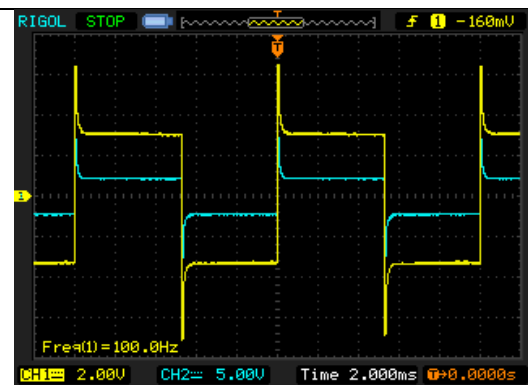 RIGOL STOP T 1 -160mV
T
1
Freq(1)=100.0Hz
CH1 2.00V CH2 5.00V Time 2.000ms T→0.0000s